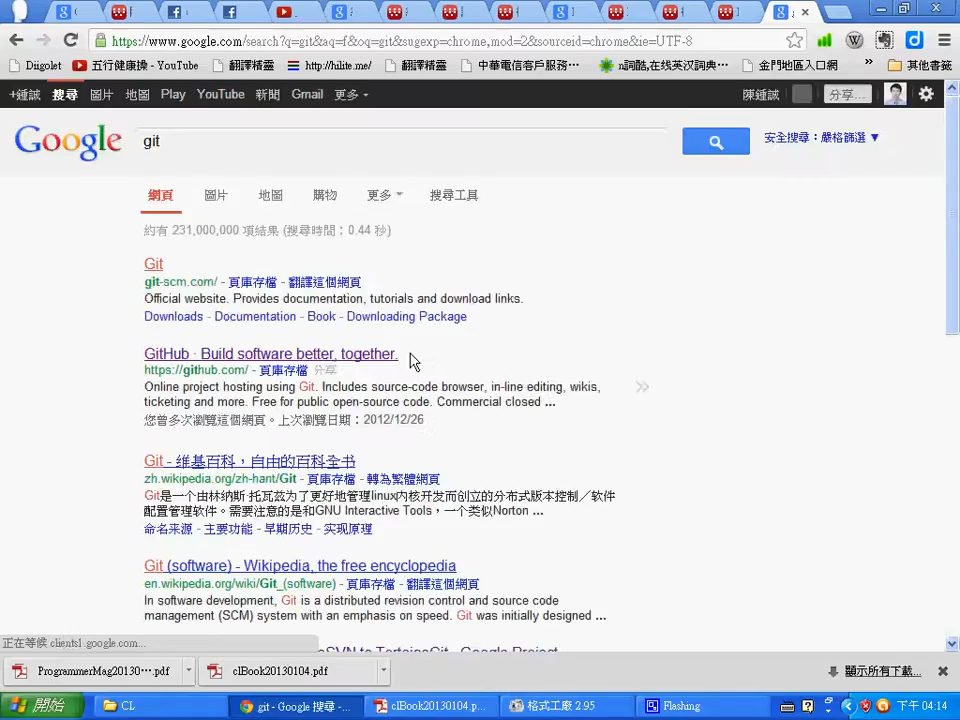 https://www.google.com/search?q=git&aq=f&oq=git&sugexp=chrome,mod=2&sourceid=chrome&ie=UTF-8
Diigolet 五行健康操 - YouTube 翻譯精靈 http://hilite.me/ 翻譯精靈 中華電信客戶服務… n詞酷,在线英汉詞典… 金門地區入口網 » 其他書籤
+鍾誠 搜尋 圖片 地圖 Play YouTube 新聞 Gmail 更多 陳鍾誠 分享...
Google git 安全搜尋：嚴格篩選 ▼
網頁 圖片 地圖 購物 更多 搜尋工具
約有 231,000,000 項結果 (搜尋時間：0.44 秒)
Git
git-scm.com/ - 頁庫存檔 - 翻譯這個網頁
Official website. Provides documentation, tutorials and download links.
Downloads - Documentation - Book - Downloading Package
GitHub · Build software better, together.
https://github.com/ - 頁庫存檔 分享
Online project hosting using Git. Includes source-code browser, in-line editing, wikis,
ticketing and more. Free for public open-source code. Commercial closed ...
您曾多次瀏覽這個網頁。上次瀏覽日期：2012/12/26
Git - 维基百科，自由的百科全书
zh.wikipedia.org/zh-hant/Git - 頁庫存檔 - 轉為繁體網頁
Git是一个由林纳斯·托瓦兹为了更好地管理linux内核开发而创立的分布式版本控制／软件
配置管理软件。需要注意的是和GNU Interactive Tools，一个类似Norton ...
命名来源 - 主要功能 - 早期历史 - 实现原理
Git (software) - Wikipedia, the free encyclopedia
en.wikipedia.org/wiki/Git_(software) - 頁庫存檔 - 翻譯這個網頁
In software development, Git is a distributed revision control and source code
management (SCM) system with an emphasis on speed. Git was initially designed ...
正在等候 clients1.google.com...
ProgrammerMag20130···.pdf clBook20130104.pdf 顯示所有下載...
開始 CL git - Google 搜尋 -... clBook20130104 p... 格式工廠 2.95 Flashing 下午 04:14